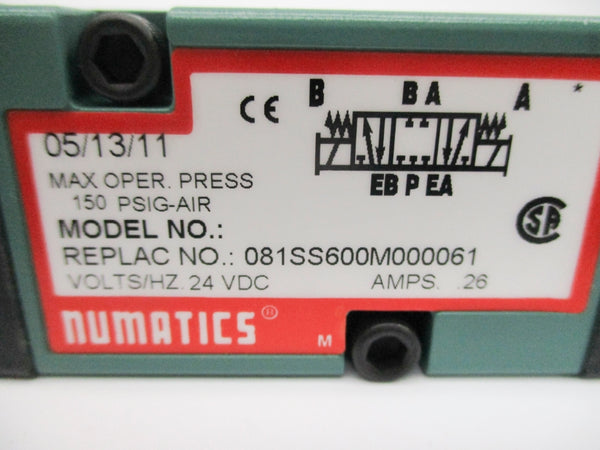 CE B B A A *
EB P EA
05/13/11
MAX OPER. PRESS
150 PSIG-AIR
SA
MODEL NO.:
REPLAC NO.: 081SS600M000061
VOLTS/HZ. 24 VDC AMPS. .26
NUMATICS ® M